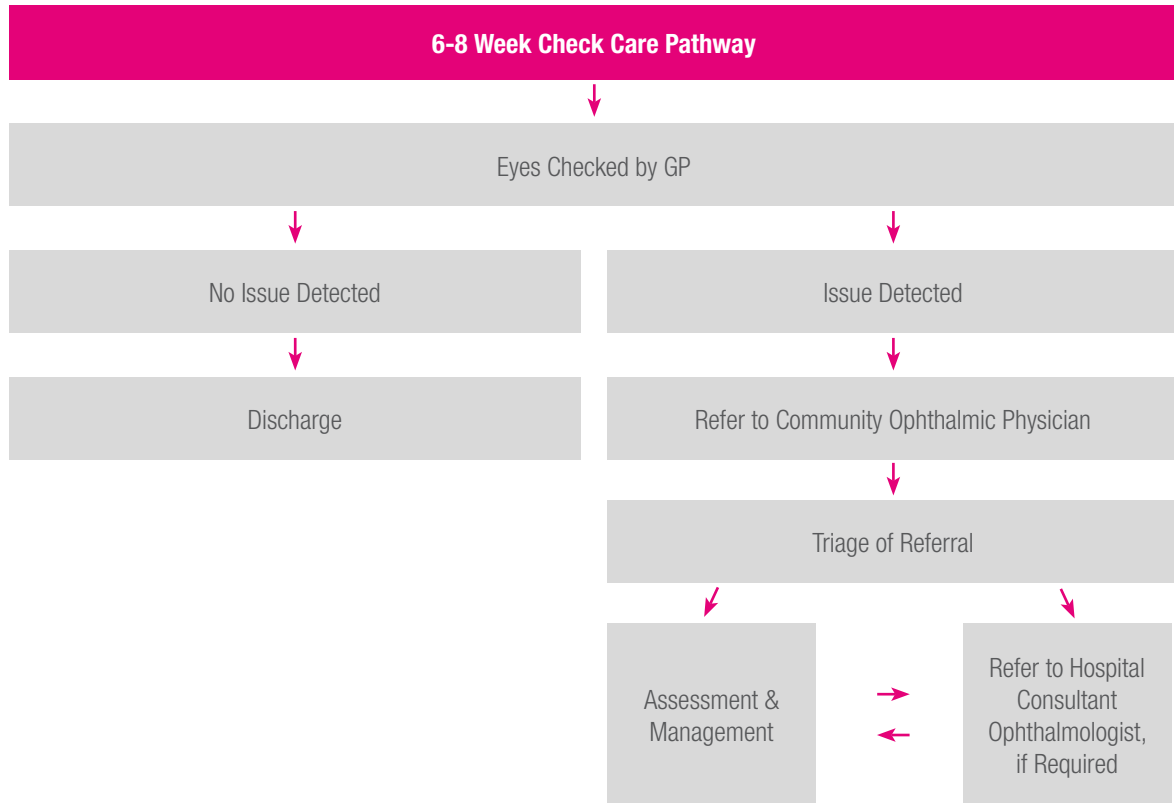 6-8 Week Check Care Pathway
Eyes Checked by GP
No Issue Detected
Issue Detected
Discharge
Refer to Community Ophthalmic Physician
Triage of Referral
Assessment &
Management
Refer to Hospital
Consultant
Ophthalmologist,
if Required